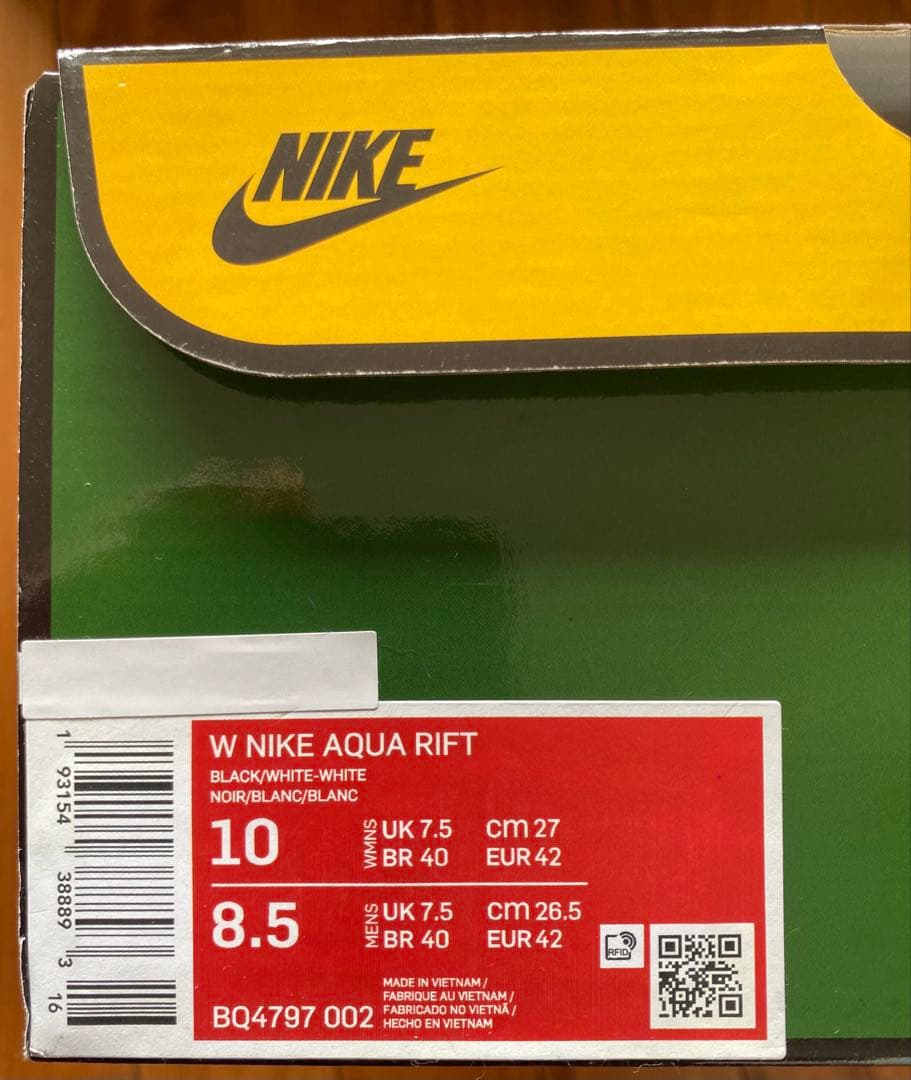 NIKE
W NIKE AQUA RIFT
BLACK/WHITE-WHITE
NOIR/BLANC/BLANC
10 WMNS UK 7.5 cm 27
BR 40 EUR 42
8.5 MENS UK 7.5 cm 26.5
BR 40 EUR 42
RFID
BQ4797 002
MADE IN VIETNAM /
FABRIQUE AU VIETNAM /
FABRICADO NO VIETNÃ /
HECHO EN VIETNAM
1 93154 38889 3 16